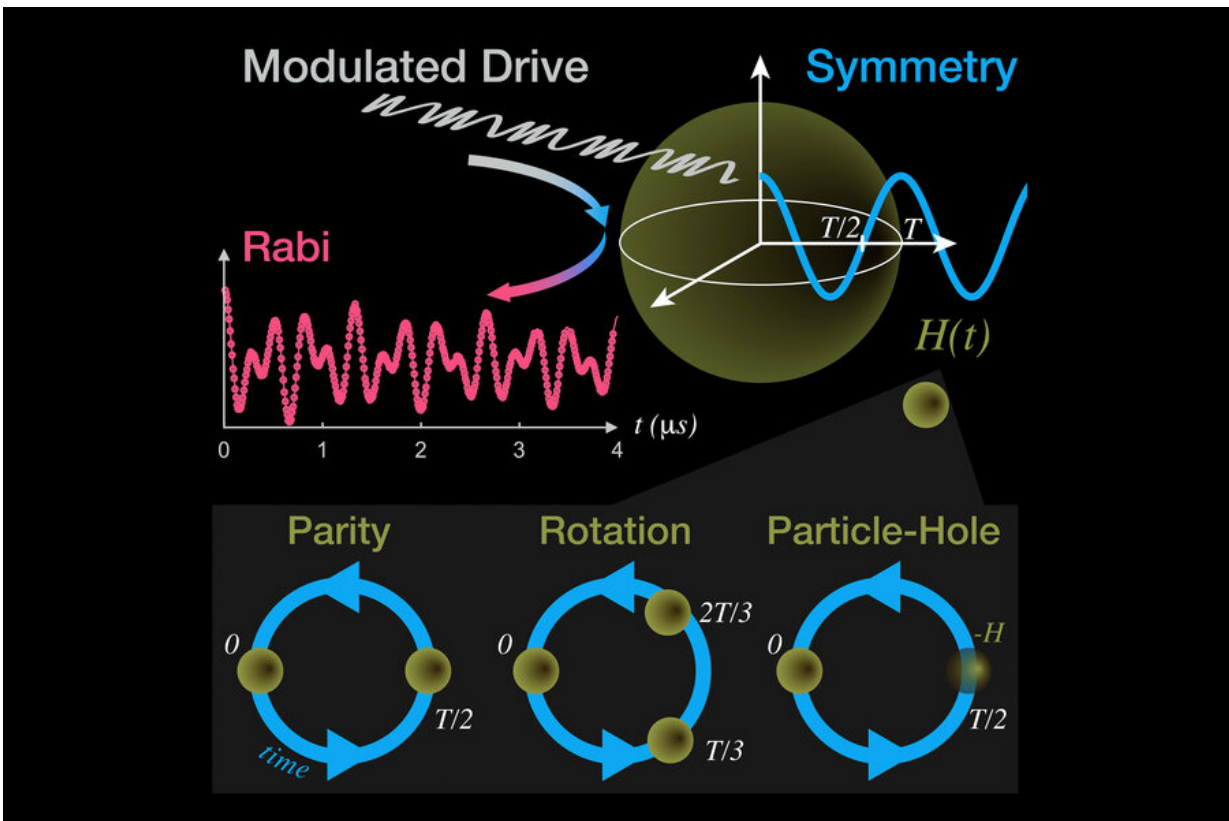 Modulated Drive
Symmetry
T/2
T
Rabi
H(t)
t (µs)
0 1 2 3 4
Parity Rotation Particle-Hole
0
T/2
time
0
2T/3
T/3
0
-H
T/2